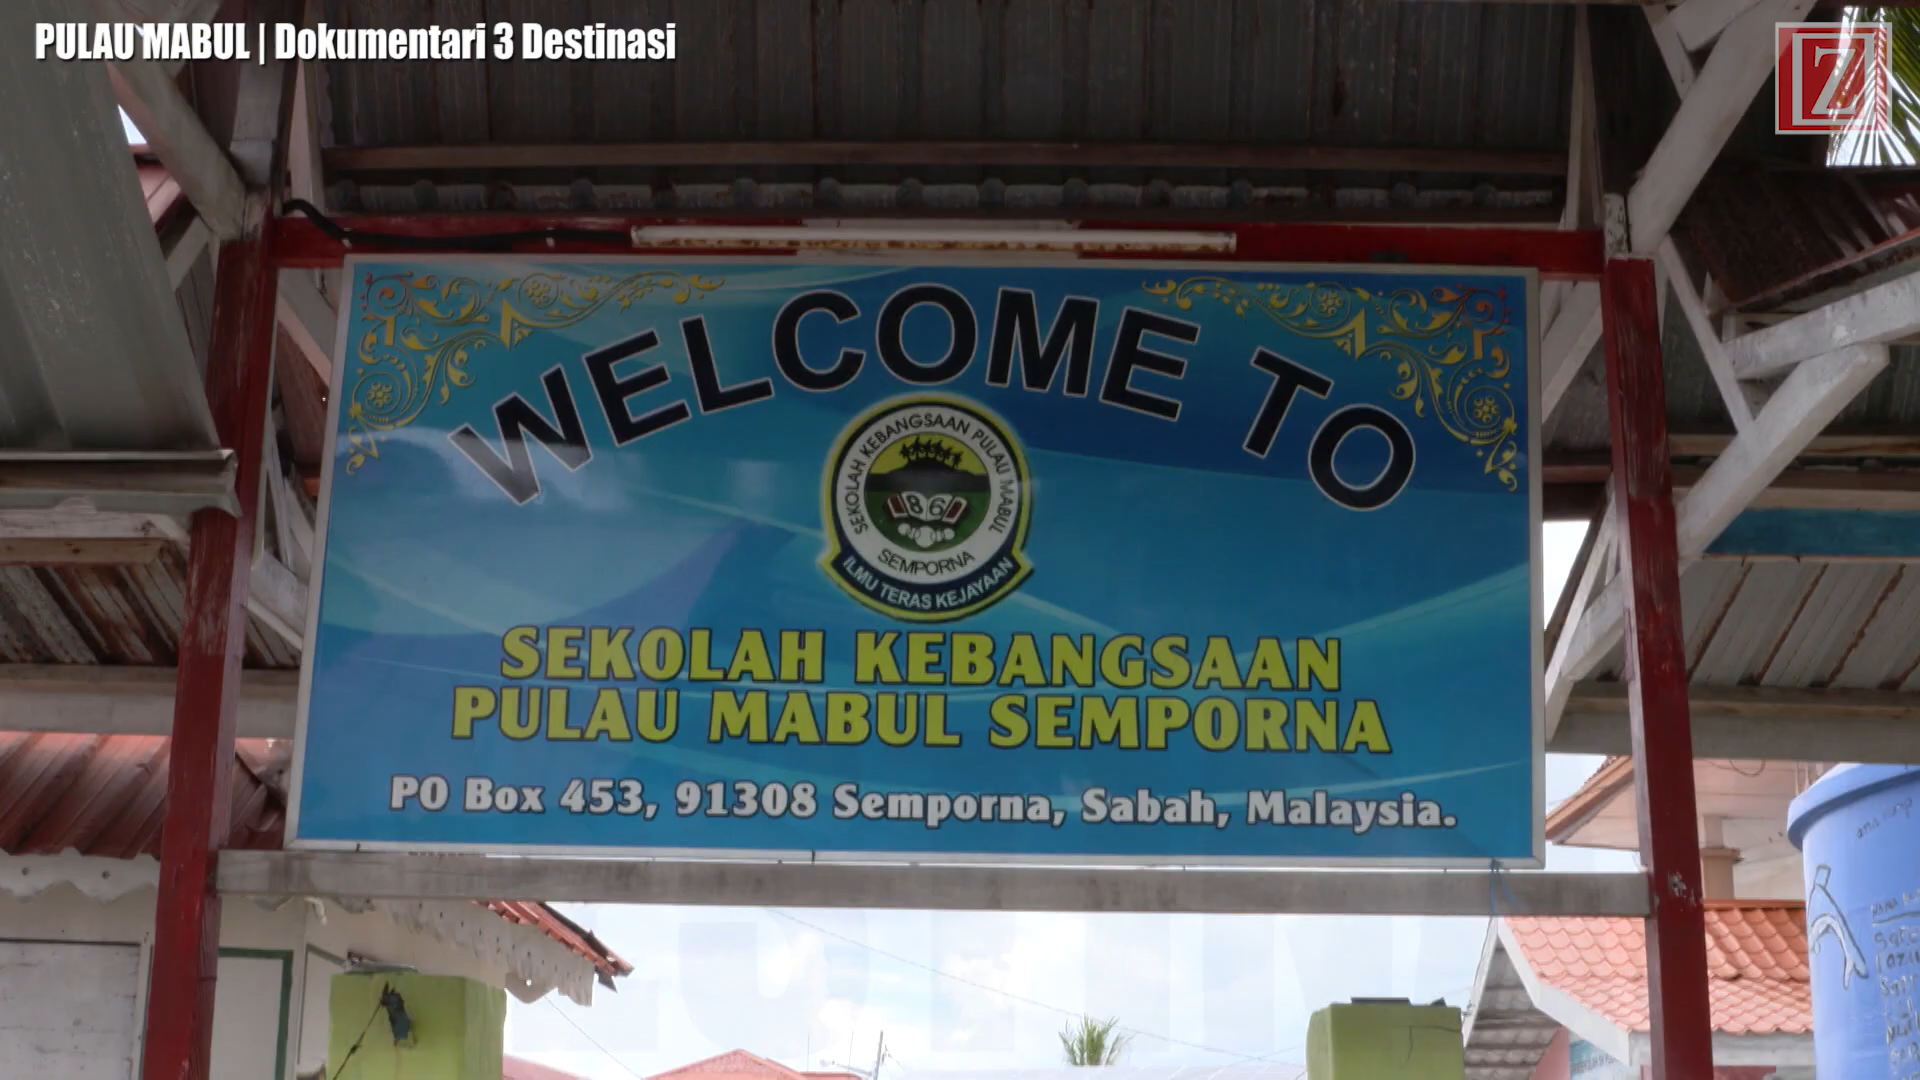 PULAU MABUL | Dokumentari 3 Destinasi
Z
WELCOME TO
SEKOLAH KEBANGSAAN PULAU MABUL
86
SEMPORNA
ILMU TERAS KEJAYAAN
SEKOLAH KEBANGSAAN
PULAU MABUL SEMPORNA
PO Box 453, 91308 Semporna, Sabah, Malaysia.